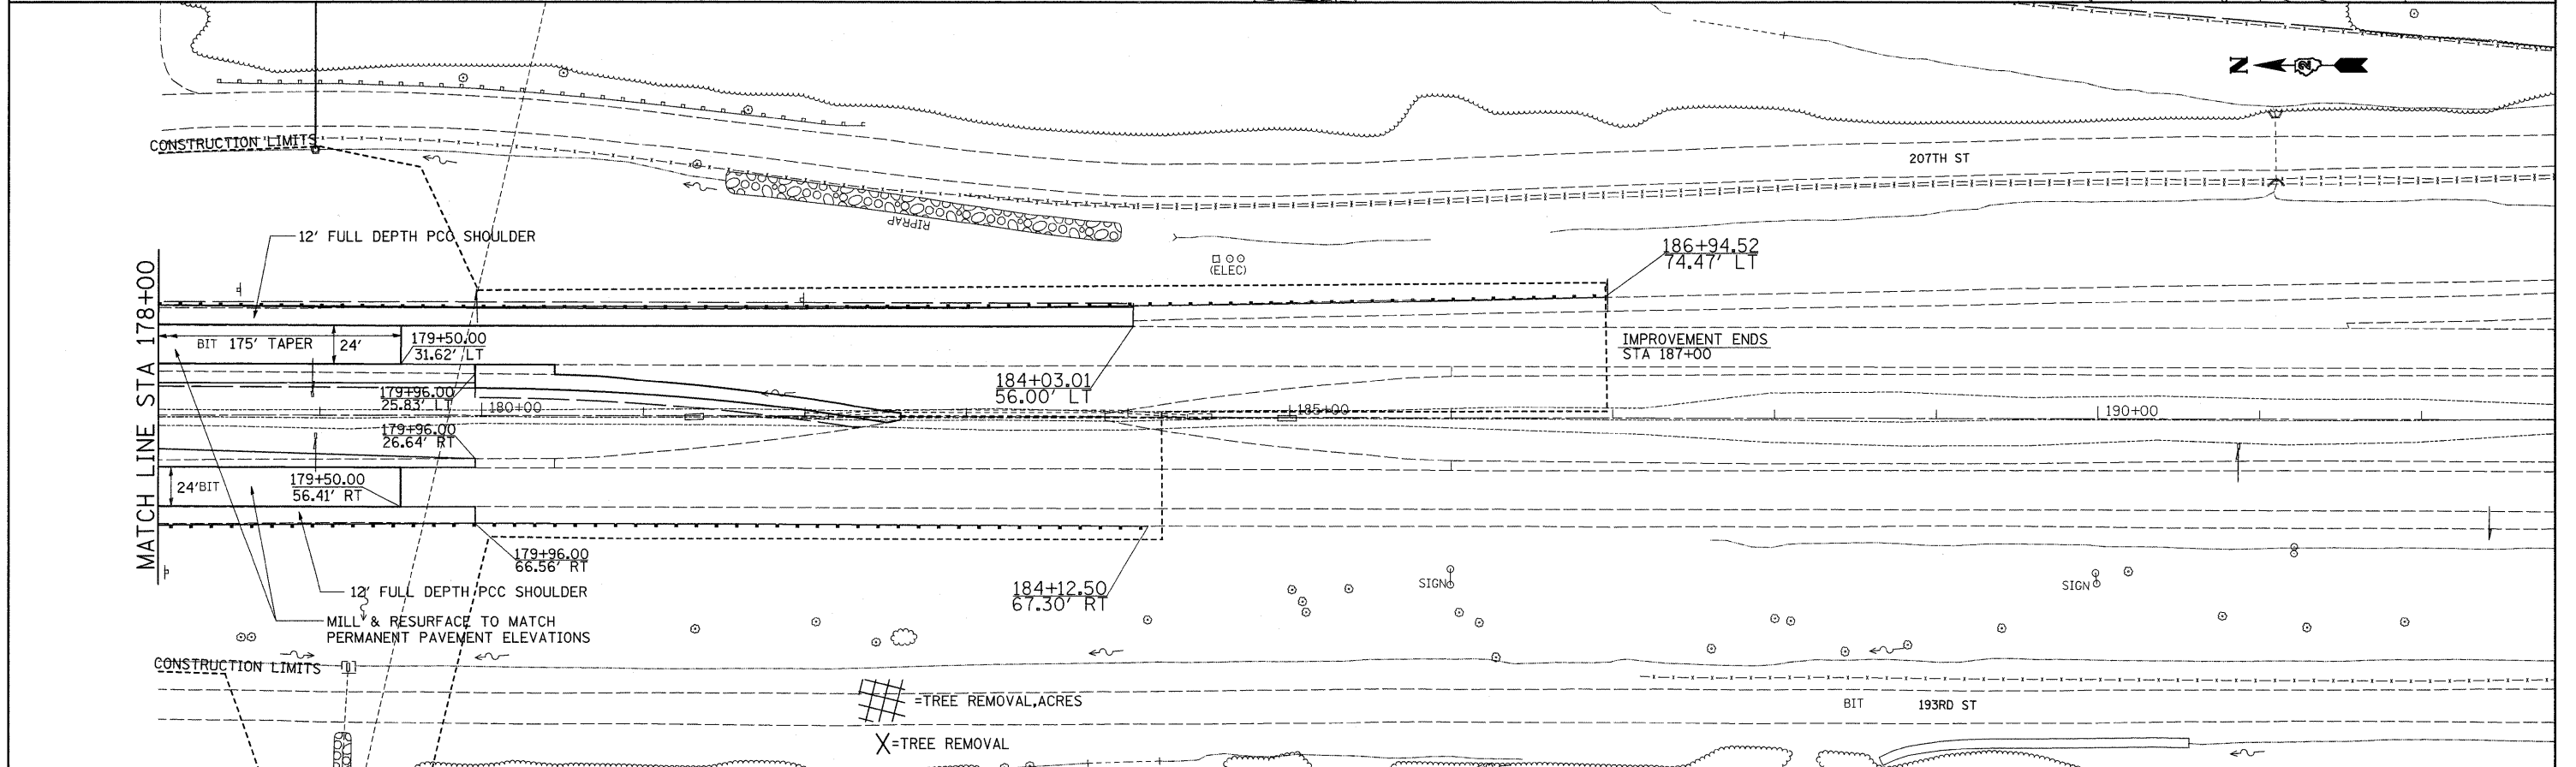 N
CONSTRUCTION LIMITS
207TH ST
RIPRAP
12' FULL DEPTH PCC SHOULDER
186+94.52
74.47' LT
(ELEC)
MATCH LINE STA 178+00
BIT 175' TAPER
24'
179+50.00
31.62' LT
IMPROVEMENT ENDS
STA 187+00
184+03.01
56.00' LT
179+96.00
25.83' LT
180+00
185+00
190+00
179+96.00
26.64' RT
24'BIT
179+50.00
56.41' RT
179+96.00
66.56' RT
184+12.50
67.30' RT
SIGN
SIGN
12' FULL DEPTH PCC SHOULDER
MILL & RESURFACE TO MATCH
PERMANENT PAVEMENT ELEVATIONS
CONSTRUCTION LIMITS
=TREE REMOVAL,ACRES
BIT
193RD ST
X=TREE REMOVAL